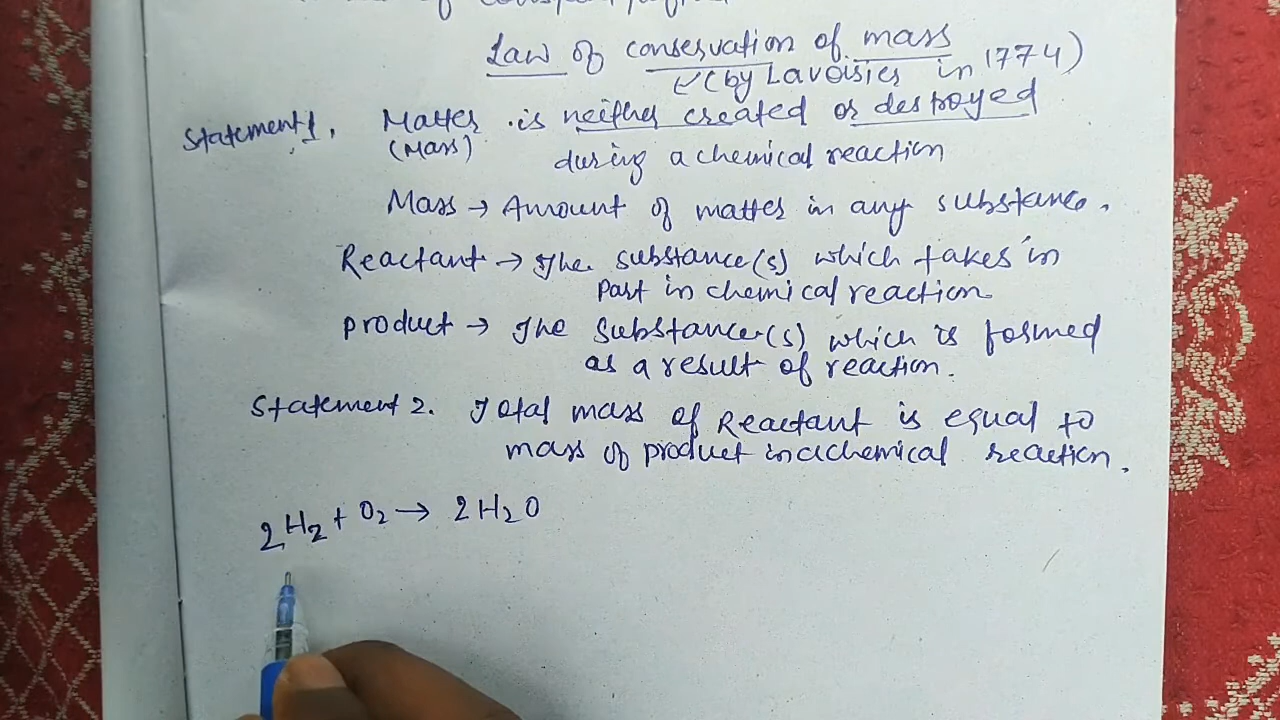 Law of conservation of mass
(by Lavoisier in 1774)
Statement 1. Matter is neither created or destroyed
(Mass) during a chemical reaction
Mass → Amount of matter in any substance.
Reactant → The substance(s) which takes in
part in chemical reaction
product → The substance(s) which is formed
as a result of reaction.
Statement 2. Total mass of Reactant is equal to
mass of product in a chemical reaction.
2H₂ + O₂ → 2H₂O